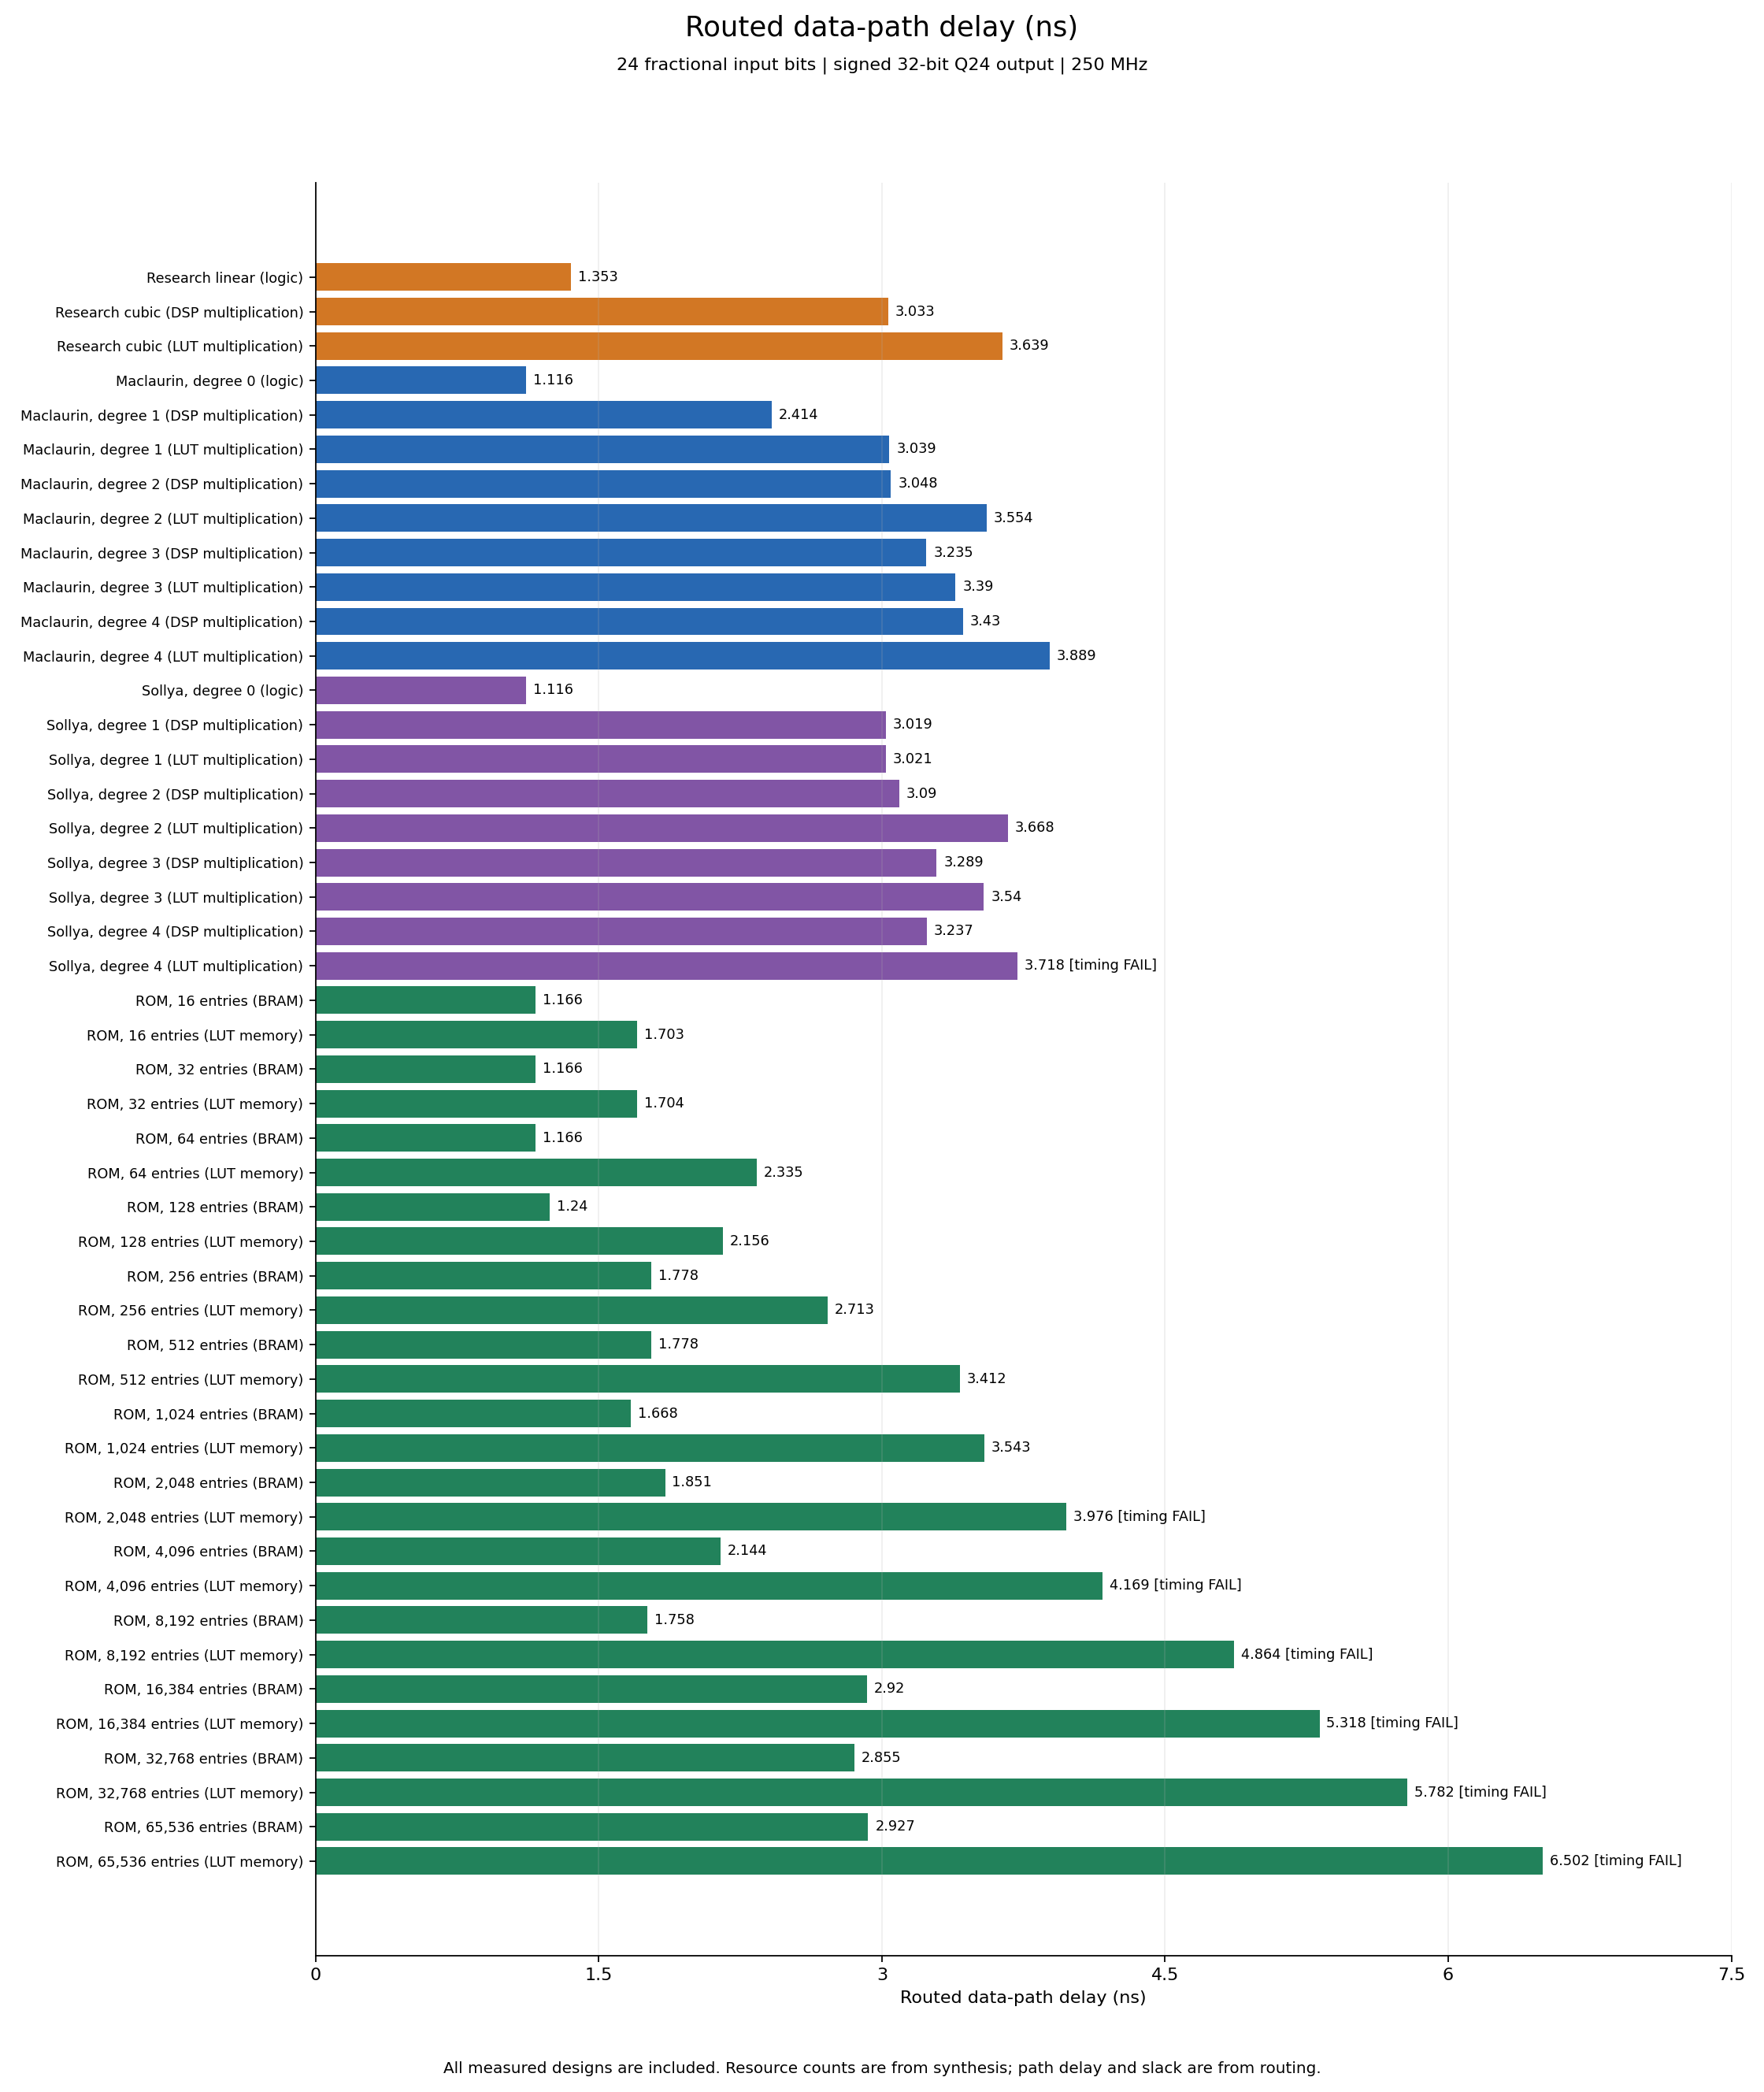 Routed data-path delay (ns)
24 fractional input bits | signed 32-bit Q24 output | 250 MHz
Research linear (logic) 1.353
Research cubic (DSP multiplication) 3.033
Research cubic (LUT multiplication) 3.639
Maclaurin, degree 0 (logic) 1.116
Maclaurin, degree 1 (DSP multiplication) 2.414
Maclaurin, degree 1 (LUT multiplication) 3.039
Maclaurin, degree 2 (DSP multiplication) 3.048
Maclaurin, degree 2 (LUT multiplication) 3.554
Maclaurin, degree 3 (DSP multiplication) 3.235
Maclaurin, degree 3 (LUT multiplication) 3.39
Maclaurin, degree 4 (DSP multiplication) 3.43
Maclaurin, degree 4 (LUT multiplication) 3.889
Sollya, degree 0 (logic) 1.116
Sollya, degree 1 (DSP multiplication) 3.019
Sollya, degree 1 (LUT multiplication) 3.021
Sollya, degree 2 (DSP multiplication) 3.09
Sollya, degree 2 (LUT multiplication) 3.668
Sollya, degree 3 (DSP multiplication) 3.289
Sollya, degree 3 (LUT multiplication) 3.54
Sollya, degree 4 (DSP multiplication) 3.237
Sollya, degree 4 (LUT multiplication) 3.718 [timing FAIL]
ROM, 16 entries (BRAM) 1.166
ROM, 16 entries (LUT memory) 1.703
ROM, 32 entries (BRAM) 1.166
ROM, 32 entries (LUT memory) 1.704
ROM, 64 entries (BRAM) 1.166
ROM, 64 entries (LUT memory) 2.335
ROM, 128 entries (BRAM) 1.24
ROM, 128 entries (LUT memory) 2.156
ROM, 256 entries (BRAM) 1.778
ROM, 256 entries (LUT memory) 2.713
ROM, 512 entries (BRAM) 1.778
ROM, 512 entries (LUT memory) 3.412
ROM, 1,024 entries (BRAM) 1.668
ROM, 1,024 entries (LUT memory) 3.543
ROM, 2,048 entries (BRAM) 1.851
ROM, 2,048 entries (LUT memory) 3.976 [timing FAIL]
ROM, 4,096 entries (BRAM) 2.144
ROM, 4,096 entries (LUT memory) 4.169 [timing FAIL]
ROM, 8,192 entries (BRAM) 1.758
ROM, 8,192 entries (LUT memory) 4.864 [timing FAIL]
ROM, 16,384 entries (BRAM) 2.92
ROM, 16,384 entries (LUT memory) 5.318 [timing FAIL]
ROM, 32,768 entries (BRAM) 2.855
ROM, 32,768 entries (LUT memory) 5.782 [timing FAIL]
ROM, 65,536 entries (BRAM) 2.927
ROM, 65,536 entries (LUT memory) 6.502 [timing FAIL]
0 1.5 3 4.5 6 7.5
Routed data-path delay (ns)
All measured designs are included. Resource counts are from synthesis; path delay and slack are from routing.